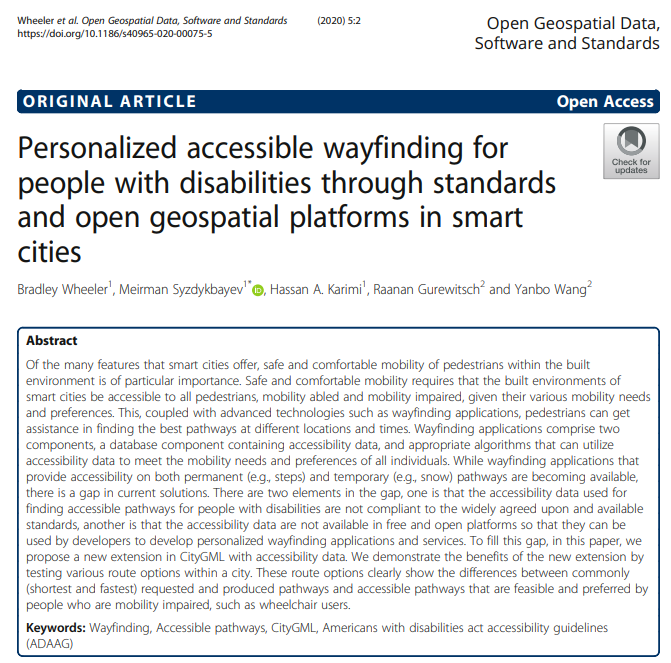 Wheeler et al. Open Geospatial Data, Software and Standards (2020) 5:2
https://doi.org/10.1186/s40965-020-00075-5
Open Geospatial Data,
Software and Standards
ORIGINAL ARTICLE Open Access
Personalized accessible wayfinding for
people with disabilities through standards
and open geospatial platforms in smart
cities
Check for
updates
Bradley Wheeler1, Meirman Syzdykbayev1* iD, Hassan A. Karimi1, Raanan Gurewitsch2 and Yanbo Wang2
Abstract
Of the many features that smart cities offer, safe and comfortable mobility of pedestrians within the built
environment is of particular importance. Safe and comfortable mobility requires that the built environments of
smart cities be accessible to all pedestrians, mobility abled and mobility impaired, given their various mobility needs
and preferences. This, coupled with advanced technologies such as wayfinding applications, pedestrians can get
assistance in finding the best pathways at different locations and times. Wayfinding applications comprise two
components, a database component containing accessibility data, and appropriate algorithms that can utilize
accessibility data to meet the mobility needs and preferences of all individuals. While wayfinding applications that
provide accessibility on both permanent (e.g., steps) and temporary (e.g., snow) pathways are becoming available,
there is a gap in current solutions. There are two elements in the gap, one is that the accessibility data used for
finding accessible pathways for people with disabilities are not compliant to the widely agreed upon and available
standards, another is that the accessibility data are not available in free and open platforms so that they can be
used by developers to develop personalized wayfinding applications and services. To fill this gap, in this paper, we
propose a new extension in CityGML with accessibility data. We demonstrate the benefits of the new extension by
testing various route options within a city. These route options clearly show the differences between commonly
(shortest and fastest) requested and produced pathways and accessible pathways that are feasible and preferred by
people who are mobility impaired, such as wheelchair users.
Keywords: Wayfinding, Accessible pathways, CityGML, Americans with disabilities act accessibility guidelines
(ADAAG)